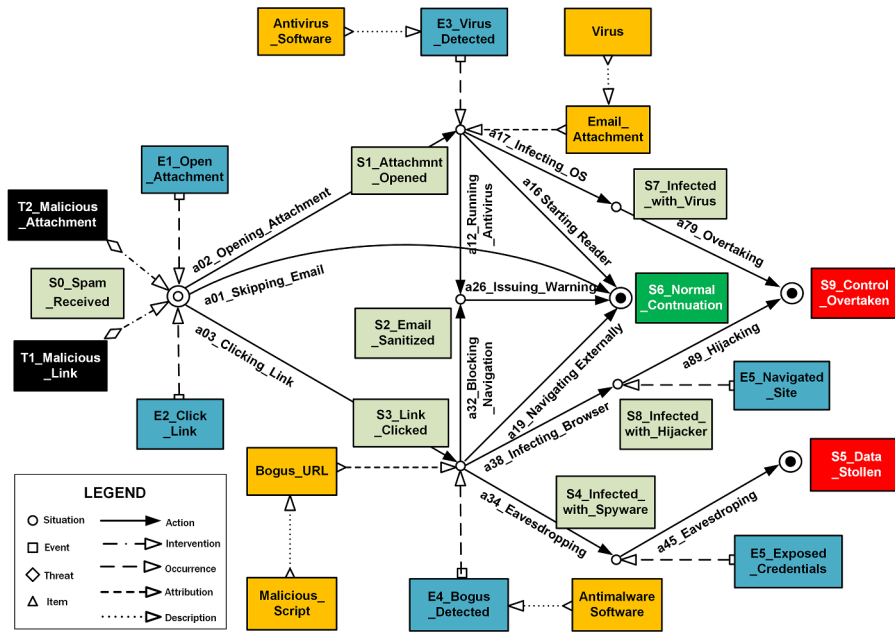 Antivirus
_Software
E3_Virus
_Detected
Virus
Email_
Attachment
E1_Open
_Attachment
S1_Attachmnt
_Opened
a17_Infecting_OS
S7_Infected
_with_Virus
T2_Malicious
_Attachment
a02_Opening_Attachment
a12_Running
_Antivirus
a16 Starting Reader
a79_Overtaking
S0_Spam
_Received
a01_Skipping_Email
a26_Issuing_Warning
S6_Normal
_Contnuation
S9_Control
_Overtaken
T1_Malicious
_Link
a03_Clicking_Link
S2_Email
_Sanitized
a32_Blocking
_Navigation
a19_Navigating Externally
a89_Hijacking
E5_Navigated
_Site
E2_Click
_Link
S3_Link
_Clicked
a38_Infecting_Browser
S8_Infected
_with_Hijacker
Bogus_URL
S5_Data
_Stollen
a34_Eavesdropping
S4_Infected_
with_Spyware
a45_Eavesdroping
E5_Exposed
_Credentials
Malicious_
Script
E4_Bogus
_Detected
Antimalware
Software
LEGEND
Situation
Action
Event
Intervention
Occurrence
Threat
Attribution
Item
Description